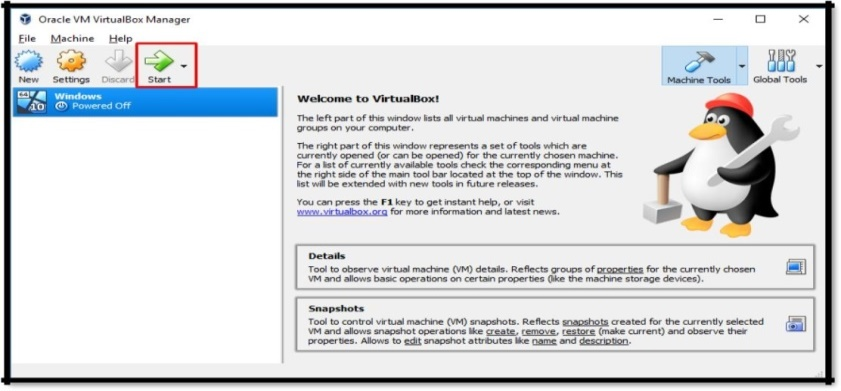 Oracle VM VirtualBox Manager
File Machine Help
New Settings Discard Start Machine Tools Global Tools
64 10 Windows
Powered Off
Welcome to VirtualBox!
The left part of this window lists all virtual machines and virtual machine
groups on your computer.
The right part of this window represents a set of tools which are
currently opened (or can be opened) for the currently chosen machine.
For a list of currently available tools check the corresponding menu at
the right side of the main tool bar located at the top of the window. This
list will be extended with new tools in future releases.
You can press the F1 key to get instant help, or visit
www.virtualbox.org for more information and latest news.
Details
Tool to observe virtual machine (VM) details. Reflects groups of properties for the currently chosen
VM and allows basic operations on certain properties (like the machine storage
devices).
Snapshots
Tool to control virtual machine (VM) snapshots. Reflects snapshots created for the currently selected
VM and allows snapshot operations like create, remove, restore (make current) and observe their
properties. Allows to edit snapshot attributes like name and description.